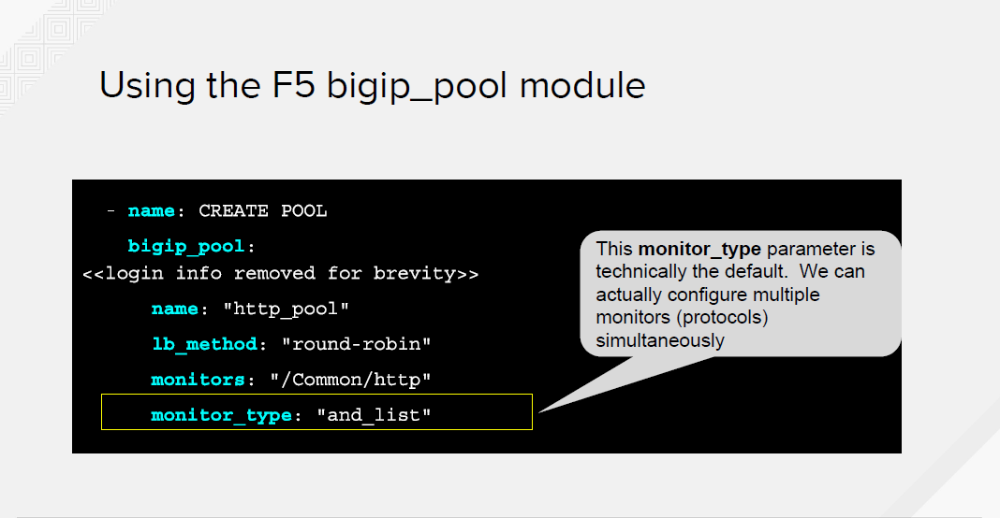 Using the F5 bigip_pool module
- name: CREATE POOL
bigip_pool:
<<login info removed for brevity>>
name: "http_pool"
lb_method: "round-robin"
monitors: "/Common/http"
monitor_type: "and_list"
This monitor_type parameter is
technically the default.  We can
actually configure multiple
monitors (protocols)
simultaneously